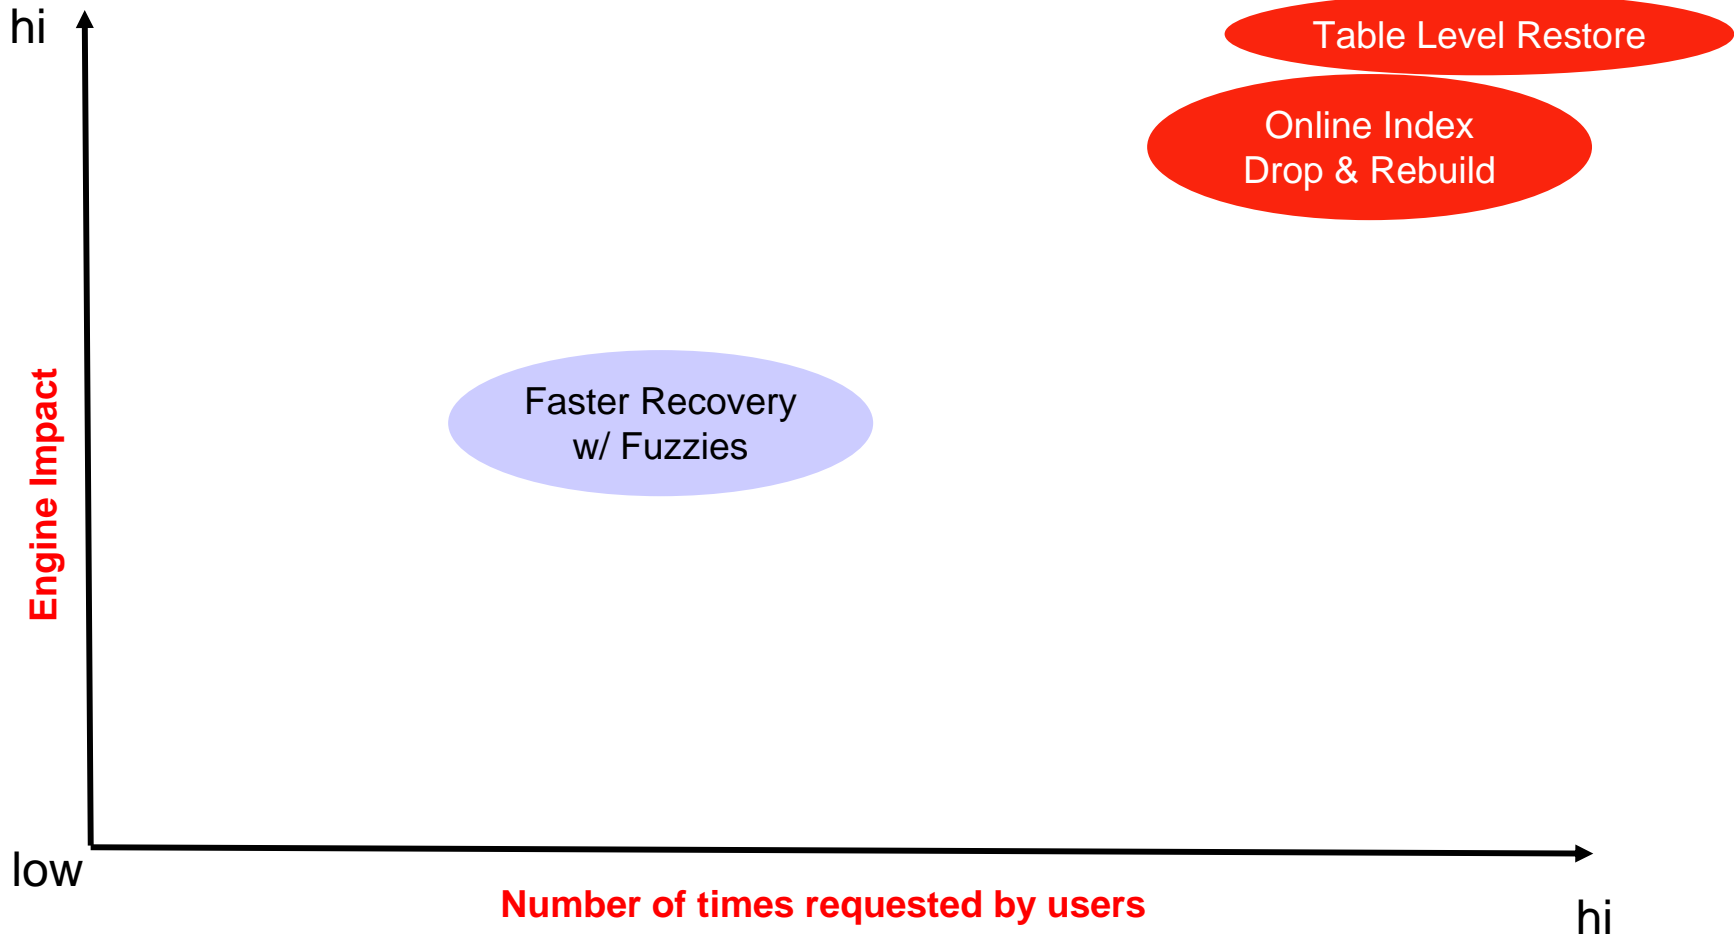 hi
Table Level Restore
Online Index
Drop & Rebuild
Faster Recovery
w/ Fuzzies
Engine Impact
low
Number of times requested by users
hi